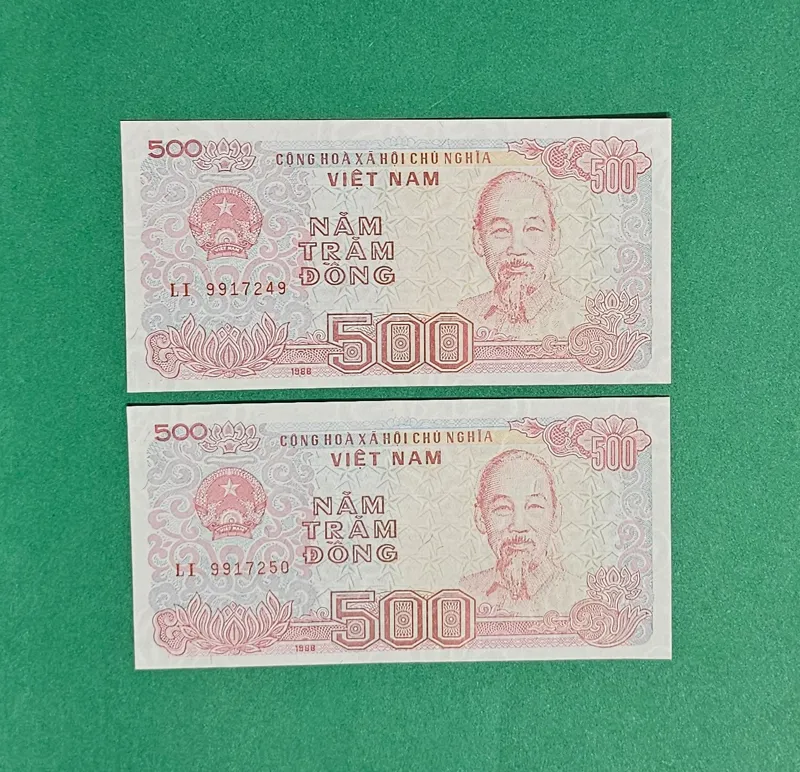 500
CỘNG HOÀ XÃ HỘI CHỦ NGHĨA
VIỆT NAM
500
NĂM
TRĂM
ĐỒNG
LI 9917249
500
1988
500
CỘNG HOÀ XÃ HỘI CHỦ NGHĨA
VIỆT NAM
500
NĂM
TRĂM
ĐỒNG
LI 9917250
500
1988